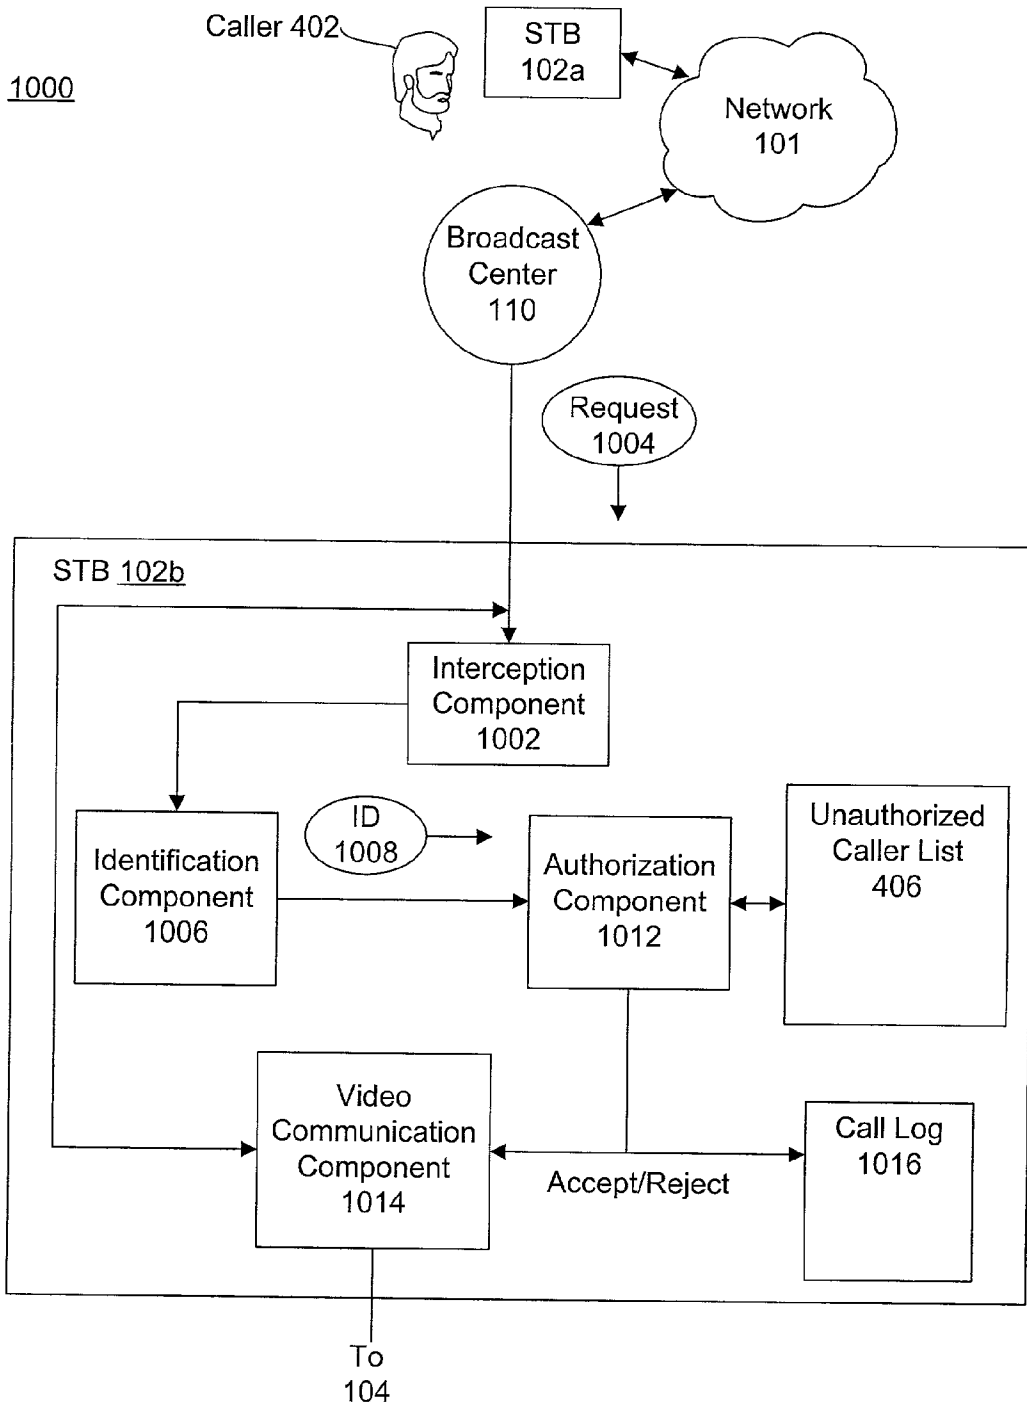 Caller 402
STB
102a
1000
Network
101
Broadcast
Center
110
Request
1004
STB 102b
Interception
Component
1002
ID
1008
Unauthorized
Caller List
406
Identification
Component
1006
Authorization
Component
1012
Video
Communication
Component
1014
Call Log
1016
Accept/Reject
To
104